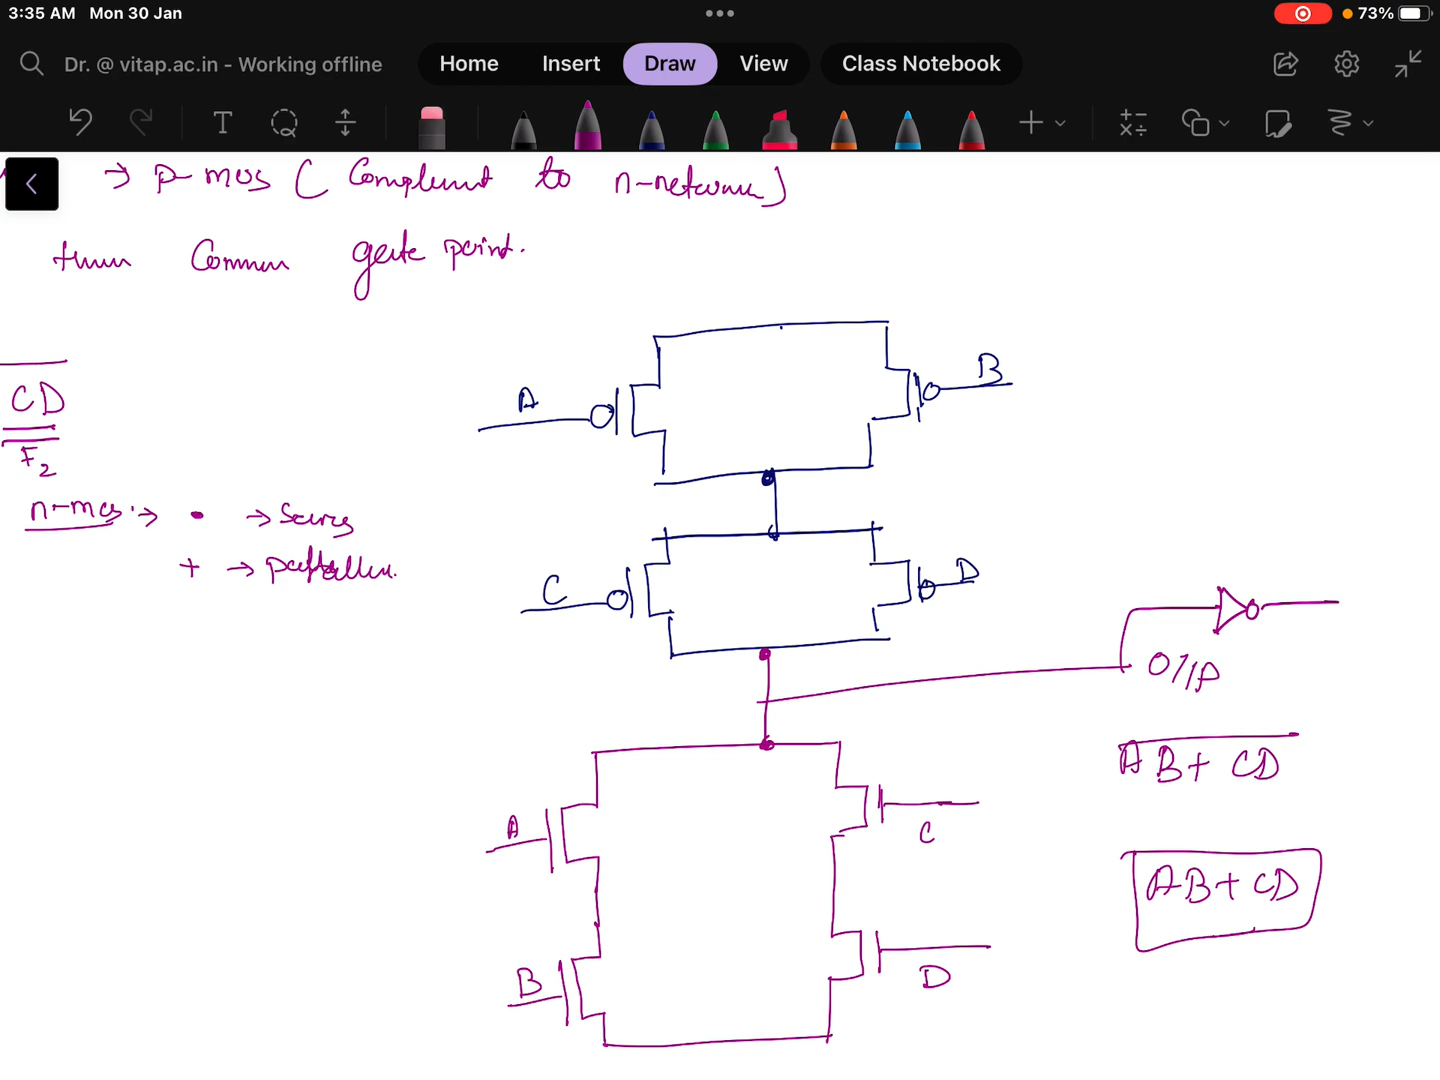 3:35 AM Mon 30 Jan
73%
Dr. @ vitap.ac.in - Working offline
Home Insert Draw View Class Notebook
T
→ p-mos (Complement to n-network)
Common gate point.
CD
F2
n-mos →
• → Series
+ → parallel.
A
B
C
D
O/P
AB + CD
AB + CD
A
C
B
D